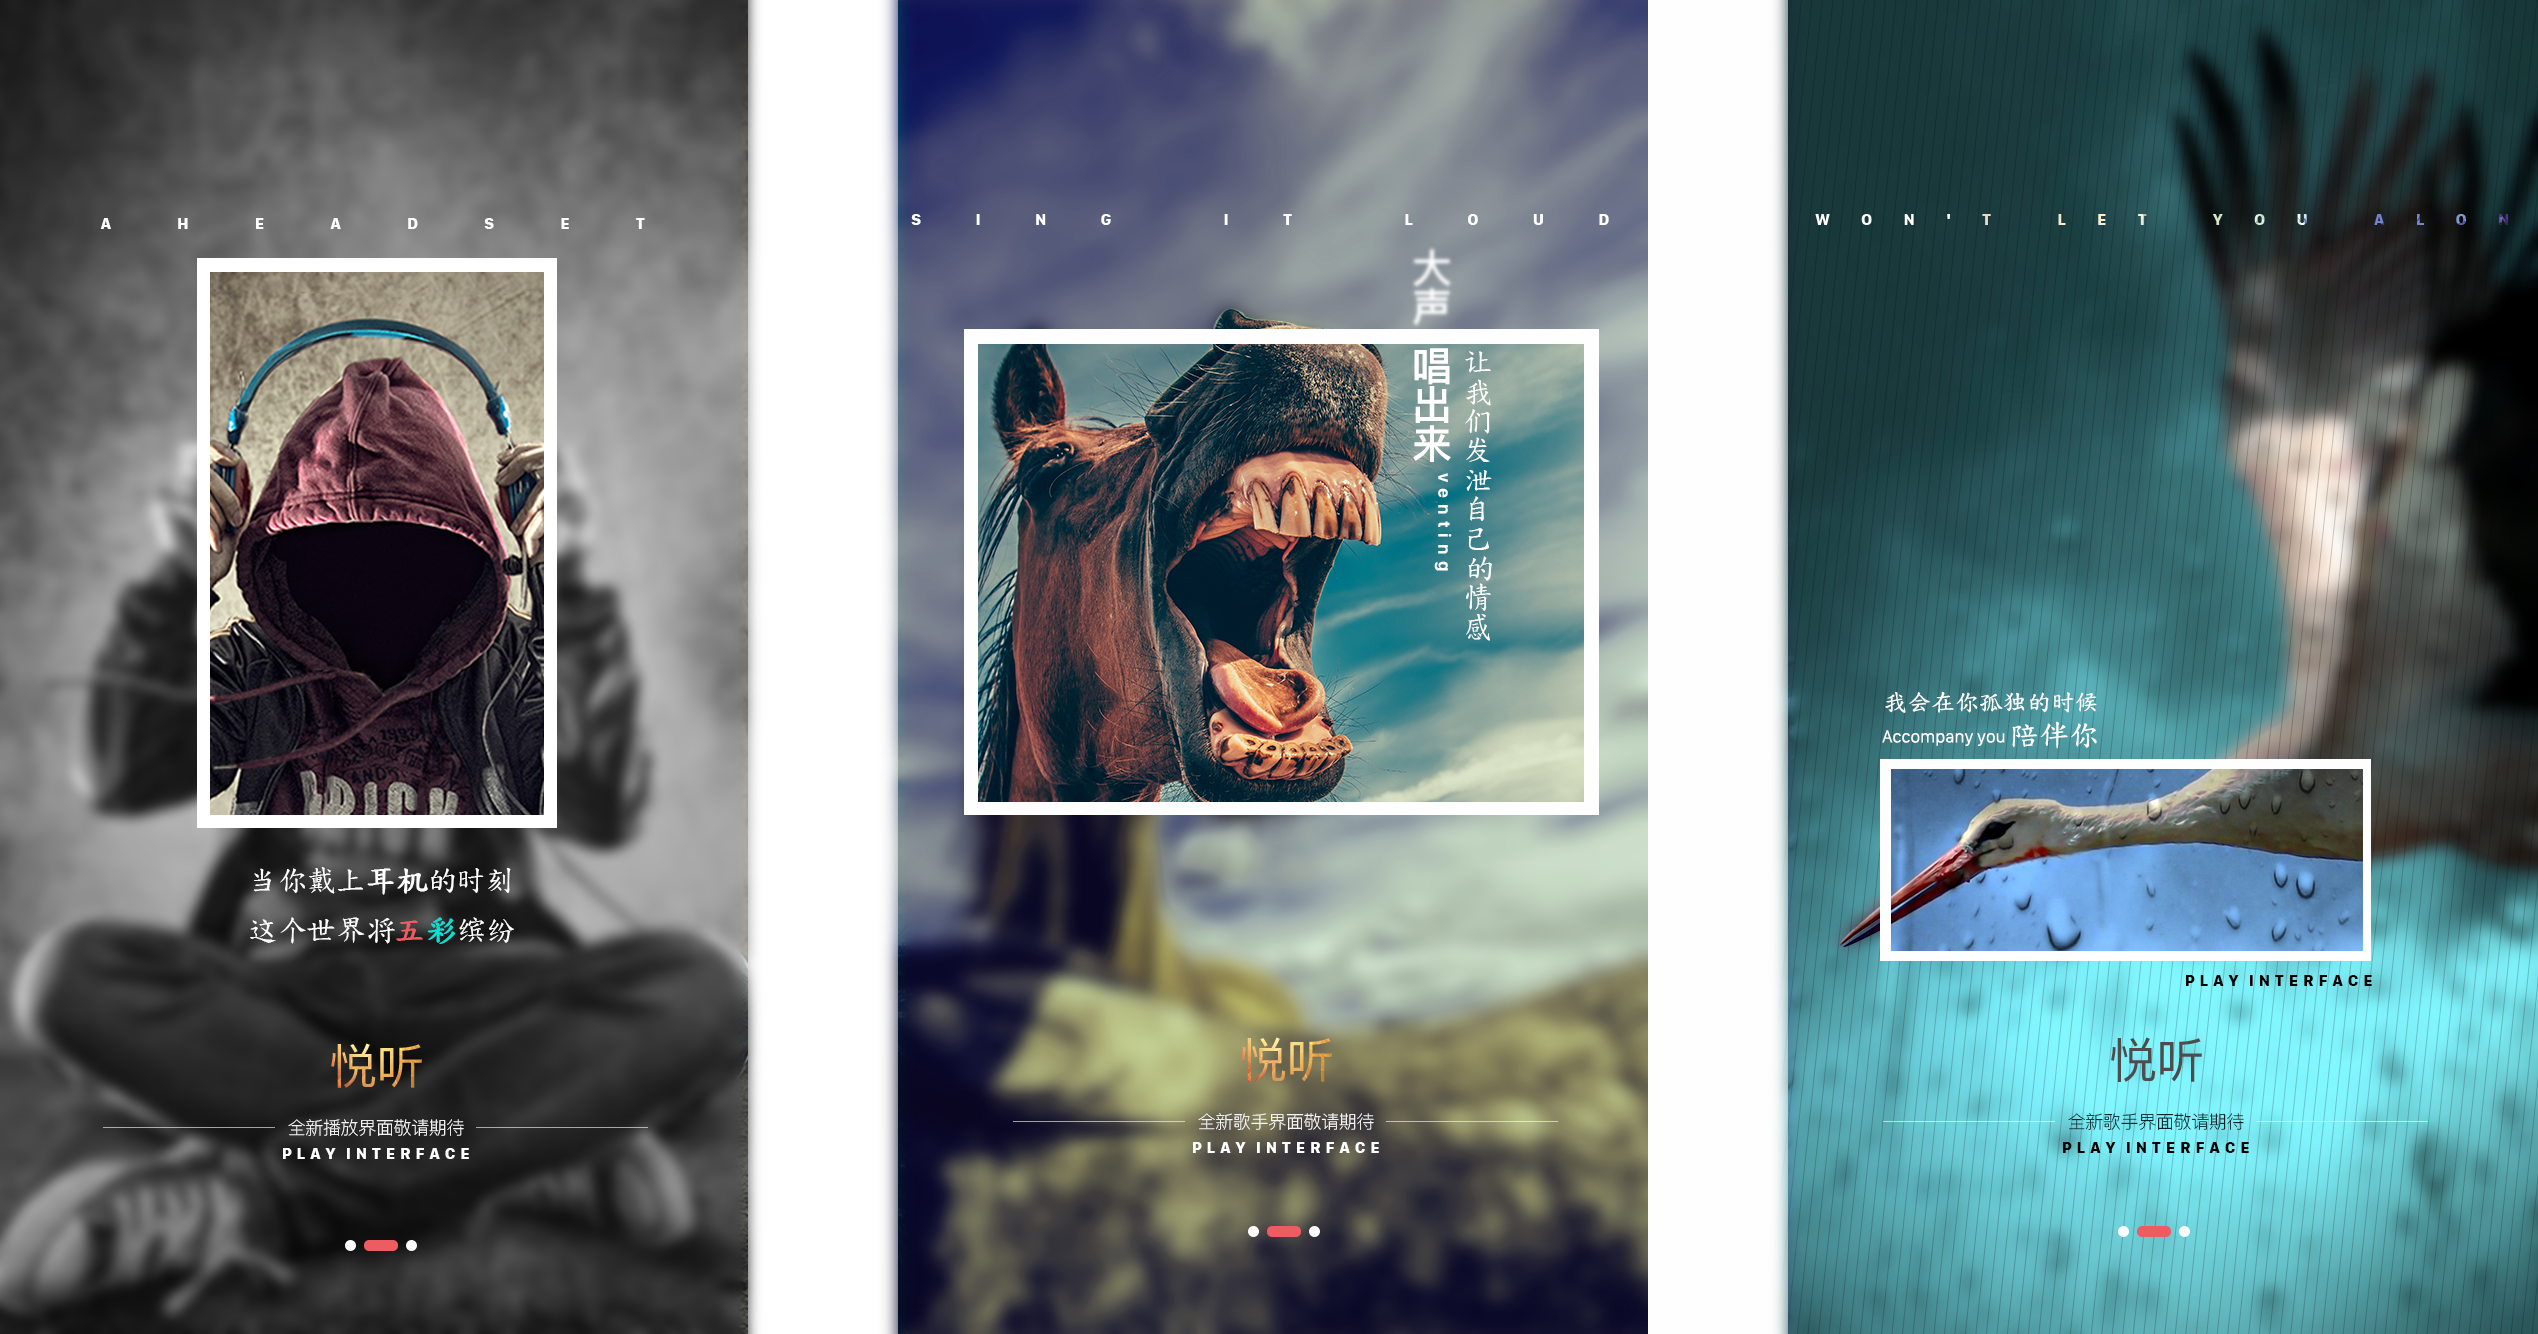 A HEADSET
当你戴上耳机的时刻
这个世界将五彩缤纷
悦听
全新播放界面敬请期待
PLAY INTERFACE
SING IT LOUD
大声唱出来
venting
让我们发泄自己的情感
悦听
全新歌手界面敬请期待
PLAY INTERFACE
WON'T LET YOU ALON
我会在你孤独的时候
Accompany you 陪伴你
PLAY INTERFACE
悦听
全新歌手界面敬请期待
PLAY INTERFACE